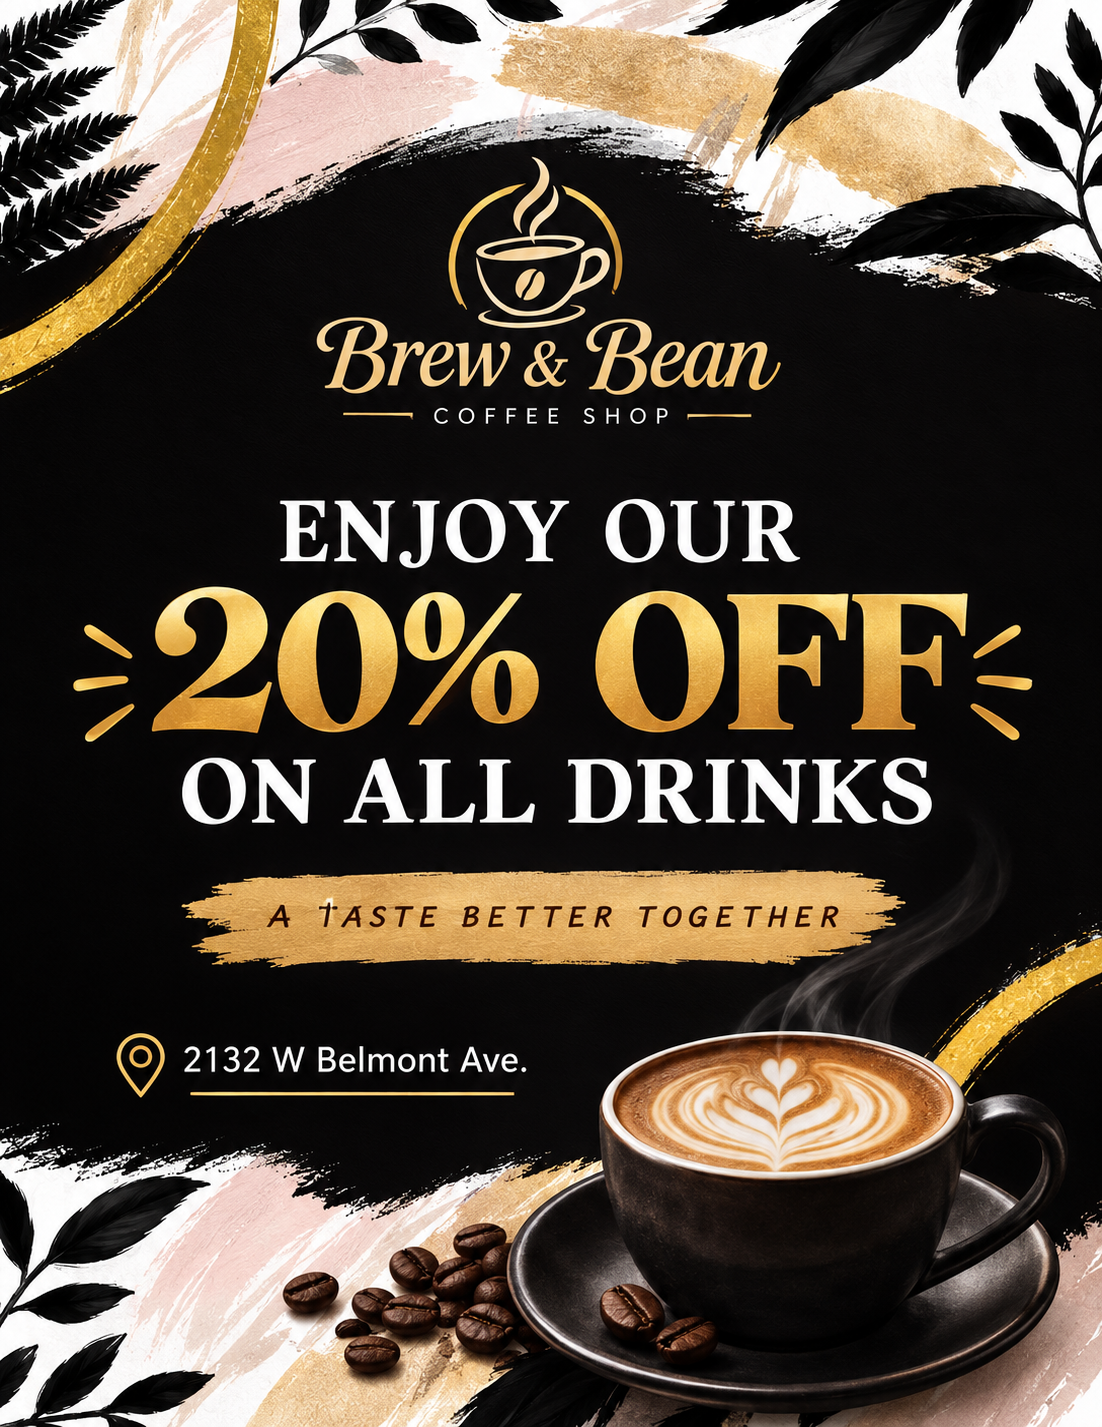 Brew & Bean
COFFEE SHOP
ENJOY OUR
20% OFF
ON ALL DRINKS
A TASTE BETTER TOGETHER
2132 W Belmont Ave.